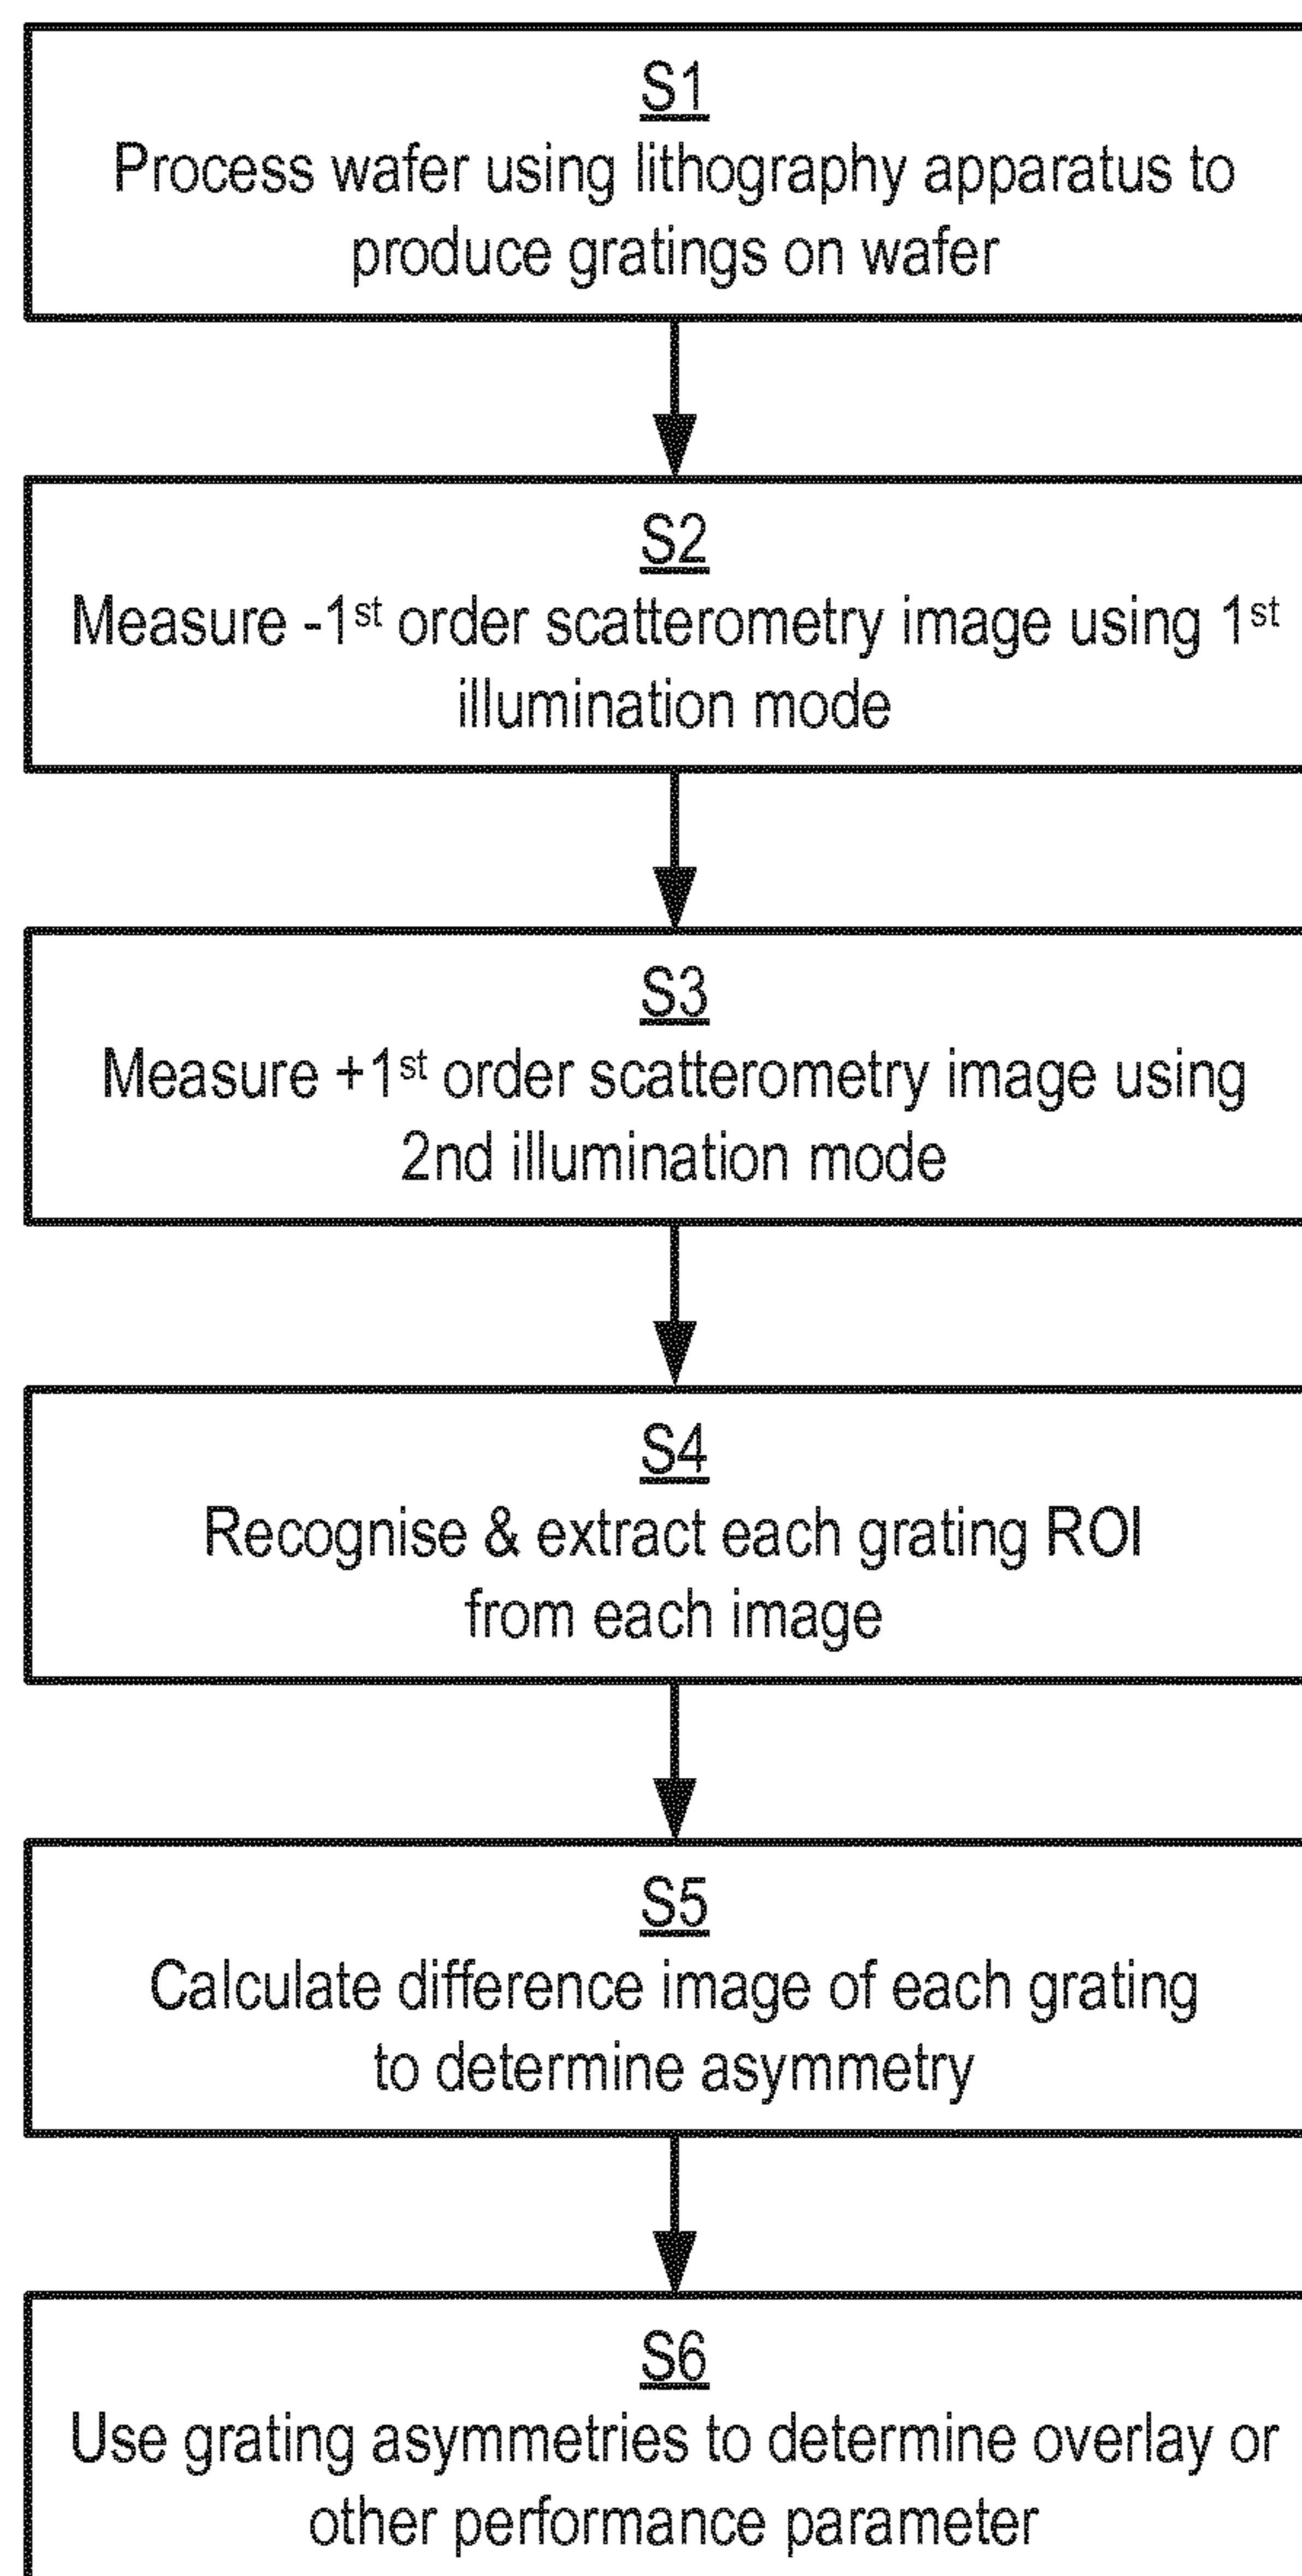 S1
Process wafer using lithography apparatus to
produce gratings on wafer
S2
Measure -1st order scatterometry image using 1st
illumination mode
S3
Measure +1st order scatterometry image using
2nd illumination mode
S4
Recognise & extract each grating ROI
from each image
S5
Calculate difference image of each grating
to determine asymmetry
S6
Use grating asymmetries to determine overlay or
other performance parameter